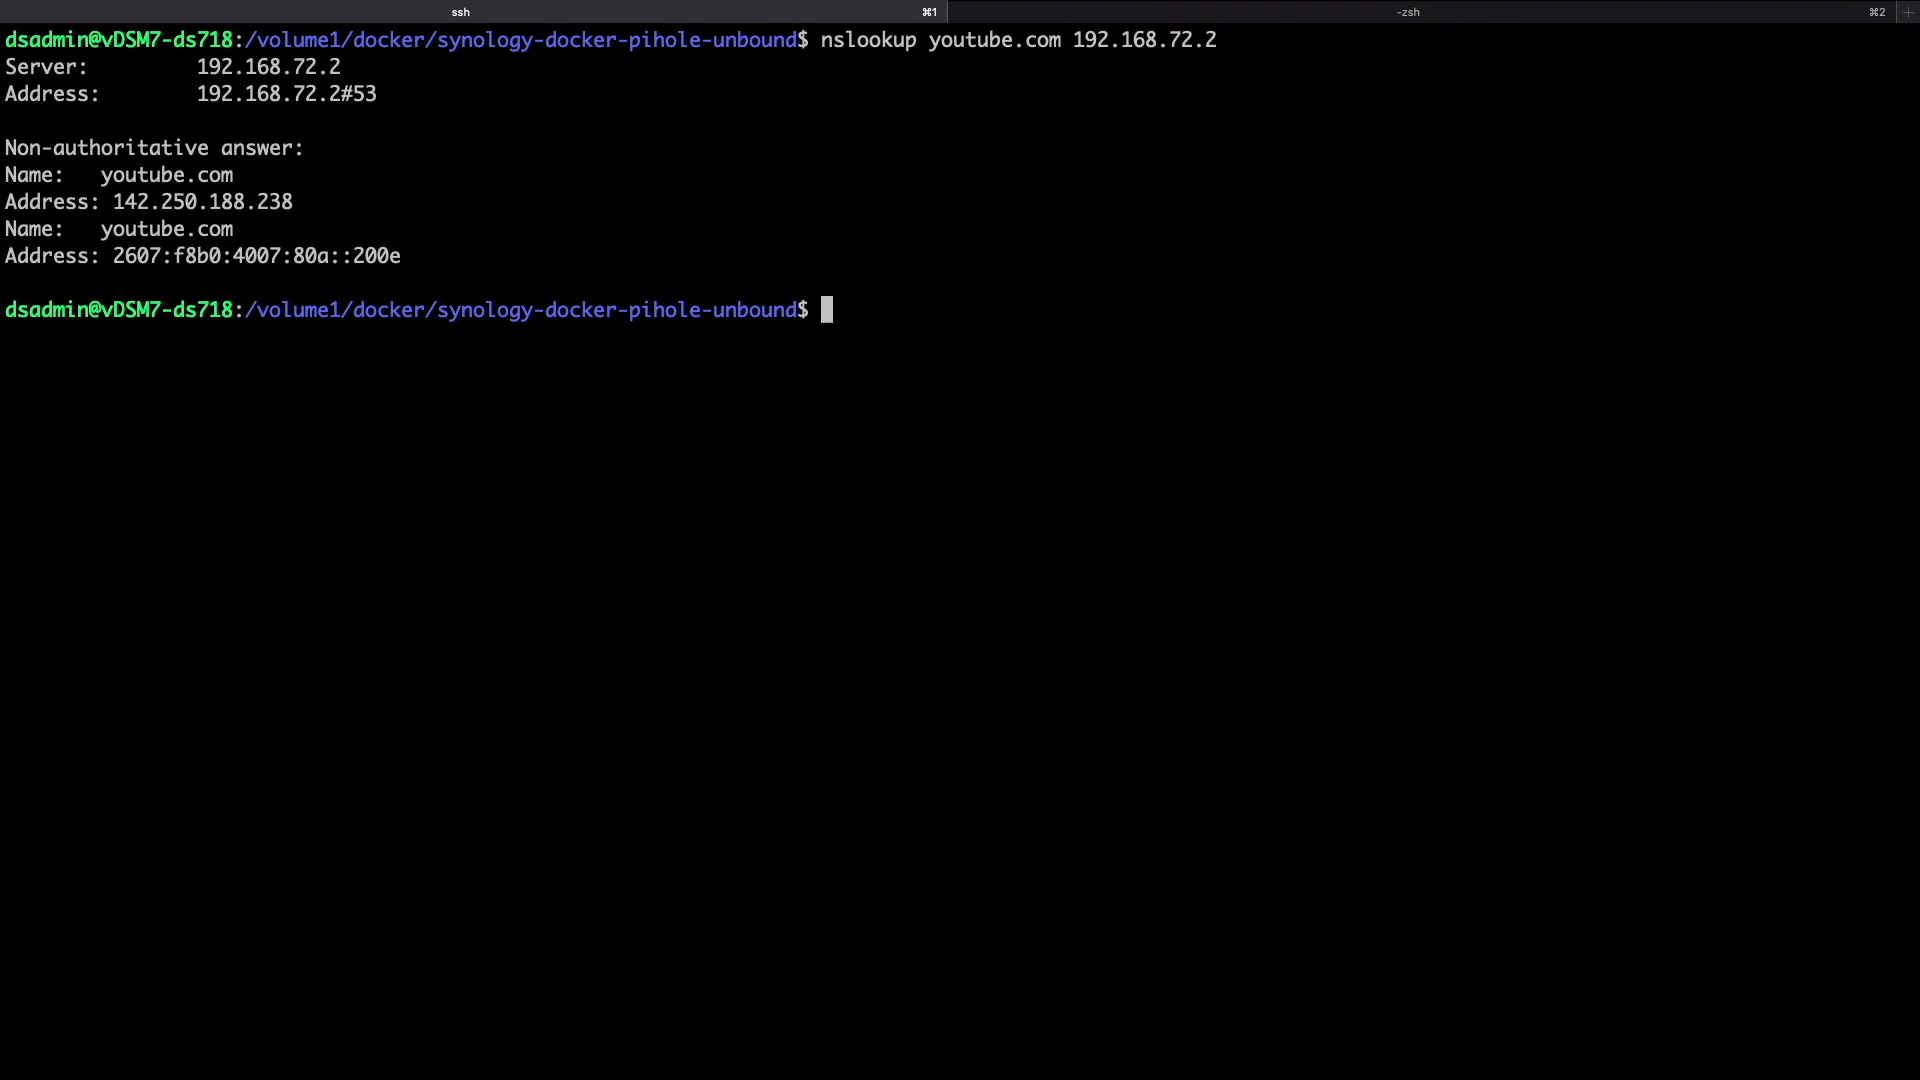 ssh ⌘1 -zsh ⌘2 +
dsadmin@vDSM7-ds718:/volume1/docker/synology-docker-pihole-unbound$ nslookup youtube.com 192.168.72.2
Server:         192.168.72.2
Address:        192.168.72.2#53
Non-authoritative answer:
Name:   youtube.com
Address: 142.250.188.238
Name:   youtube.com
Address: 2607:f8b0:4007:80a::200e
dsadmin@vDSM7-ds718:/volume1/docker/synology-docker-pihole-unbound$